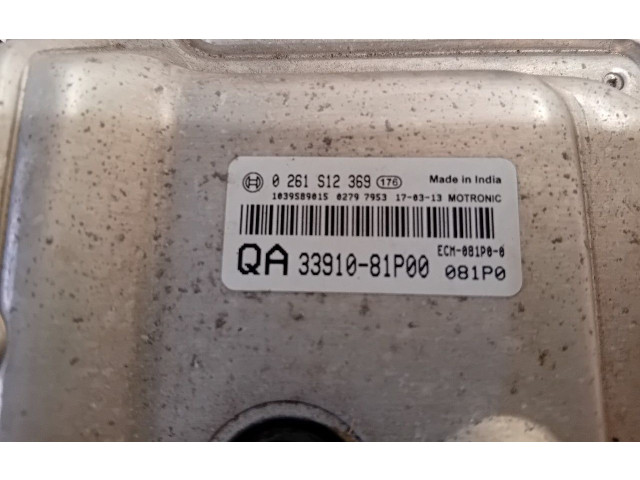 0 261 S12 369 176 Made in India
1039S89015 0279 7953 17-03-13 MOTRONIC
ECM-081P0-0
QA 33910-81P00 081P0